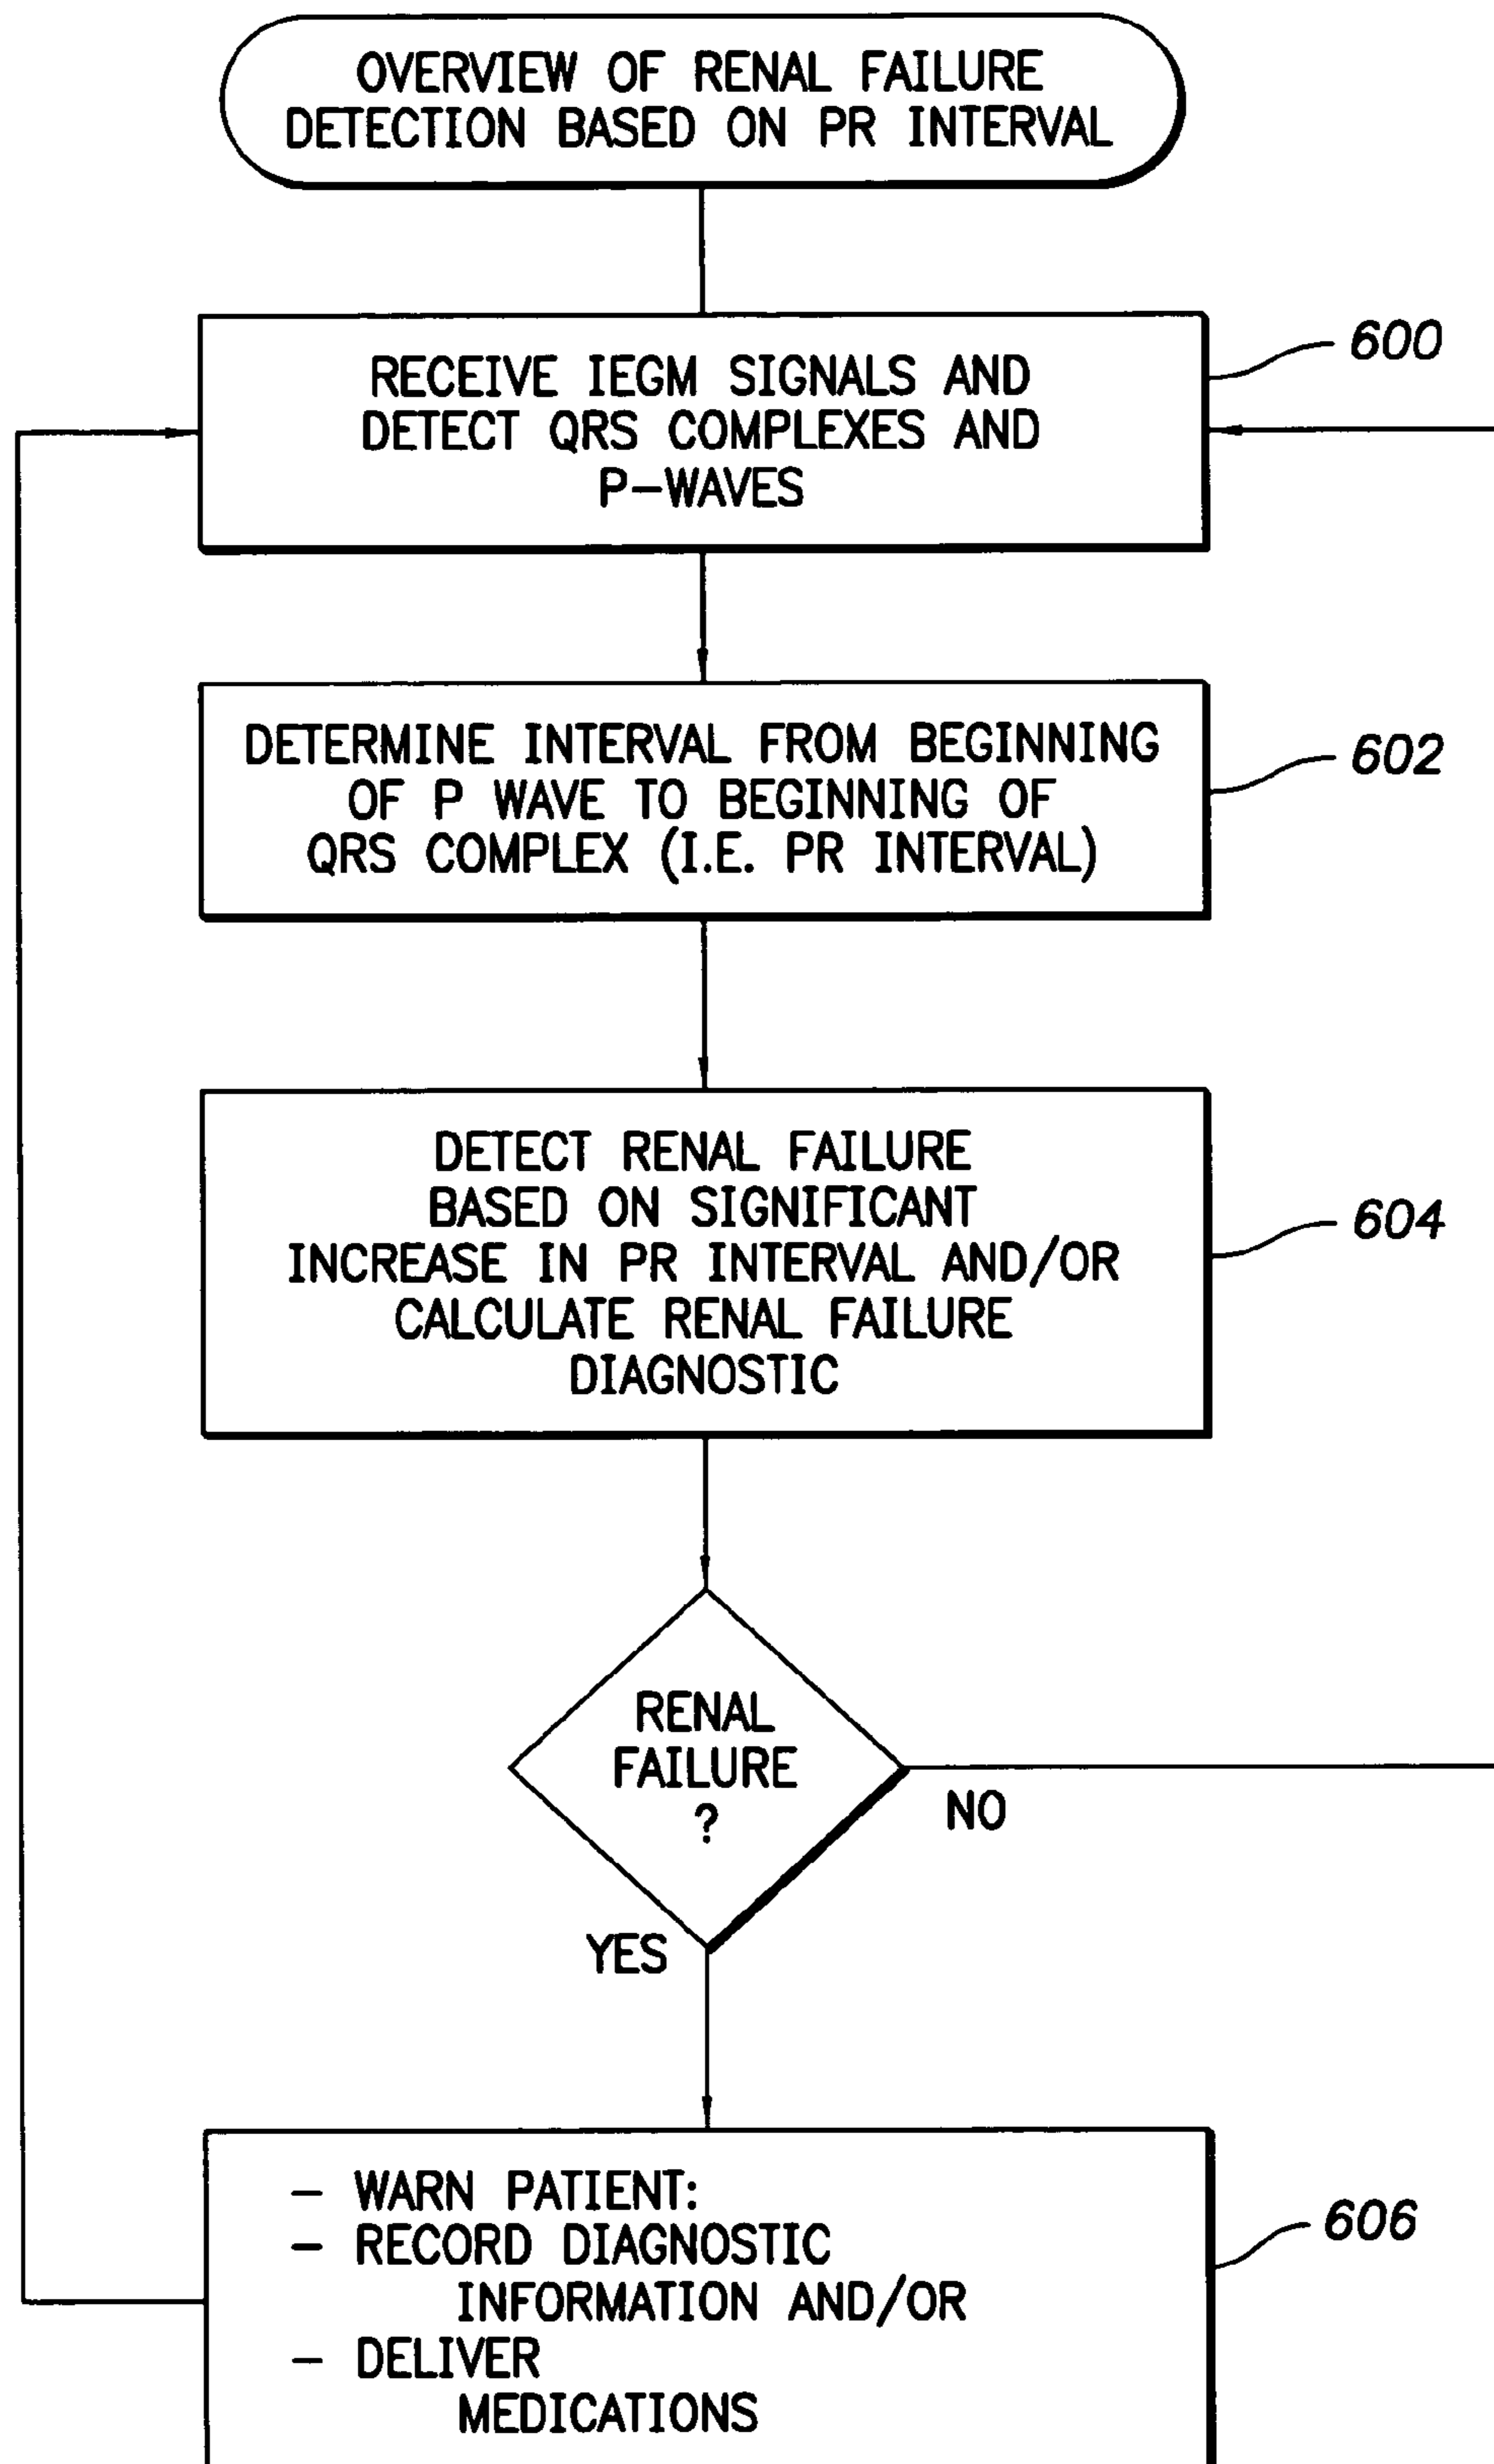 OVERVIEW OF RENAL FAILURE
DETECTION BASED ON PR INTERVAL
RECEIVE IEGM SIGNALS AND
DETECT QRS COMPLEXES AND
P-WAVES
600
DETERMINE INTERVAL FROM BEGINNING
OF P WAVE TO BEGINNING OF
QRS COMPLEX (I.E. PR INTERVAL)
602
DETECT RENAL FAILURE
BASED ON SIGNIFICANT
INCREASE IN PR INTERVAL AND/OR
CALCULATE RENAL FAILURE
DIAGNOSTIC
604
RENAL
FAILURE
?
NO
YES
- WARN PATIENT:
- RECORD DIAGNOSTIC
INFORMATION AND/OR
- DELIVER
MEDICATIONS
606